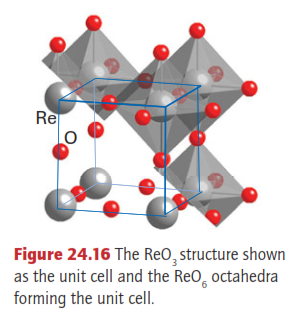 Re
O
Figure 24.16 The ReO₃ structure shown
as the unit cell and the ReO₆ octahedra
forming the unit cell.